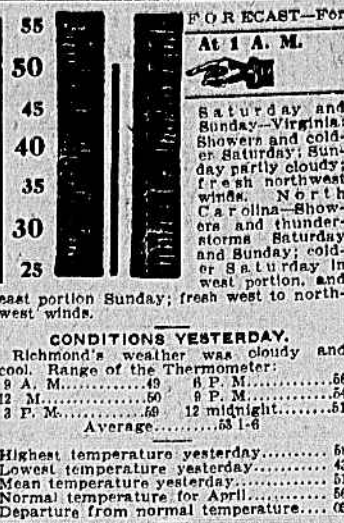 55
50
45
40
35
30
25
FORECAST—For
At 1 A. M.
Saturday and
Sunday—Virginia:
Showers and cold-
er Saturday; Sun-
day partly cloudy;
fresh northwest
winds. North
Carolina—Show-
ers and thunder-
storms Saturday
and Sunday; cold-
er Saturday in
west portion, and
east portion Sunday; fresh west to north-
west winds.
CONDITIONS YESTERDAY.
Richmond's weather was cloudy and
cool. Range of the Thermometer:
9 A. M............49 6 P. M............56
12 M............50 9 P. M............54
3 P. M............59 12 midnight.......51
Average..........53 1-6
Highest temperature yesterday..........
Lowest temperature yesterday..........
Mean temperature yesterday..........
Normal temperature for April..........
Departure from normal temperature....